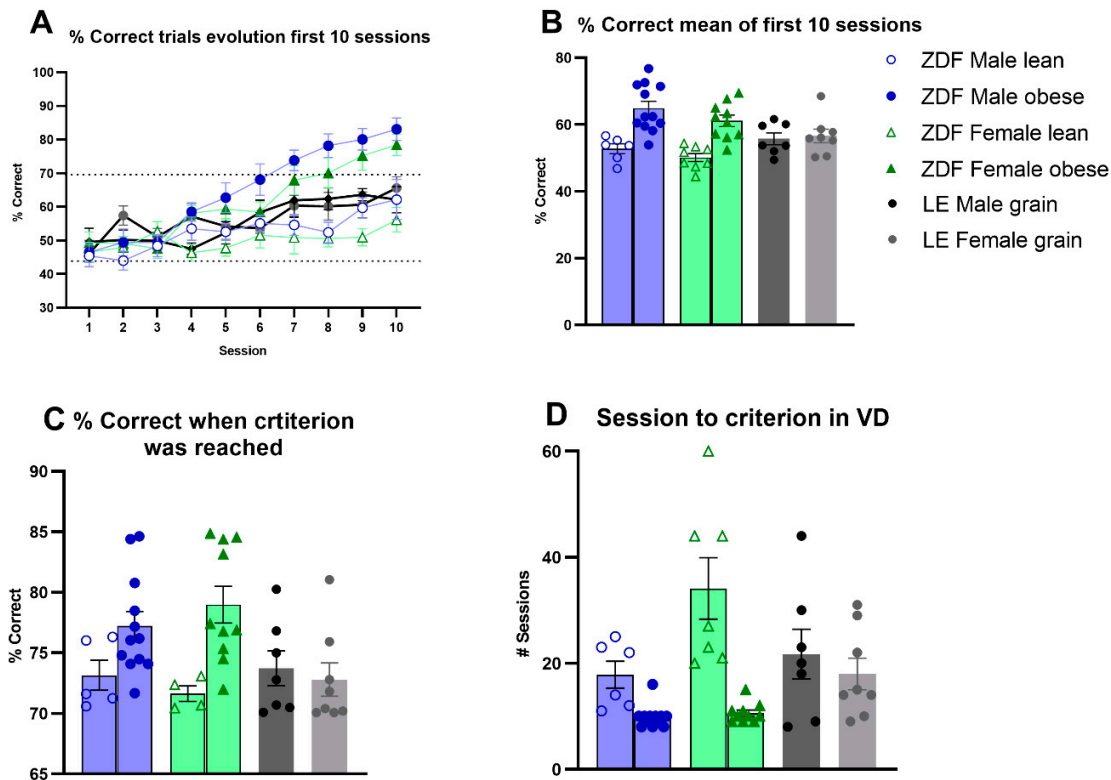 A
% Correct trials evolution first 10 sessions
100
90
80
70
60
50
40
30
% Correct
1 2 3 4 5 6 7 8 9 10
Session
B
% Correct mean of first 10 sessions
80
60
40
20
0
% Correct
ZDF Male lean
ZDF Male obese
ZDF Female lean
ZDF Female obese
LE Male grain
LE Female grain
C
% Correct when crtiterion
was reached
90
85
80
75
70
65
% Correct
D
Session to criterion in VD
60
40
20
0
# Sessions